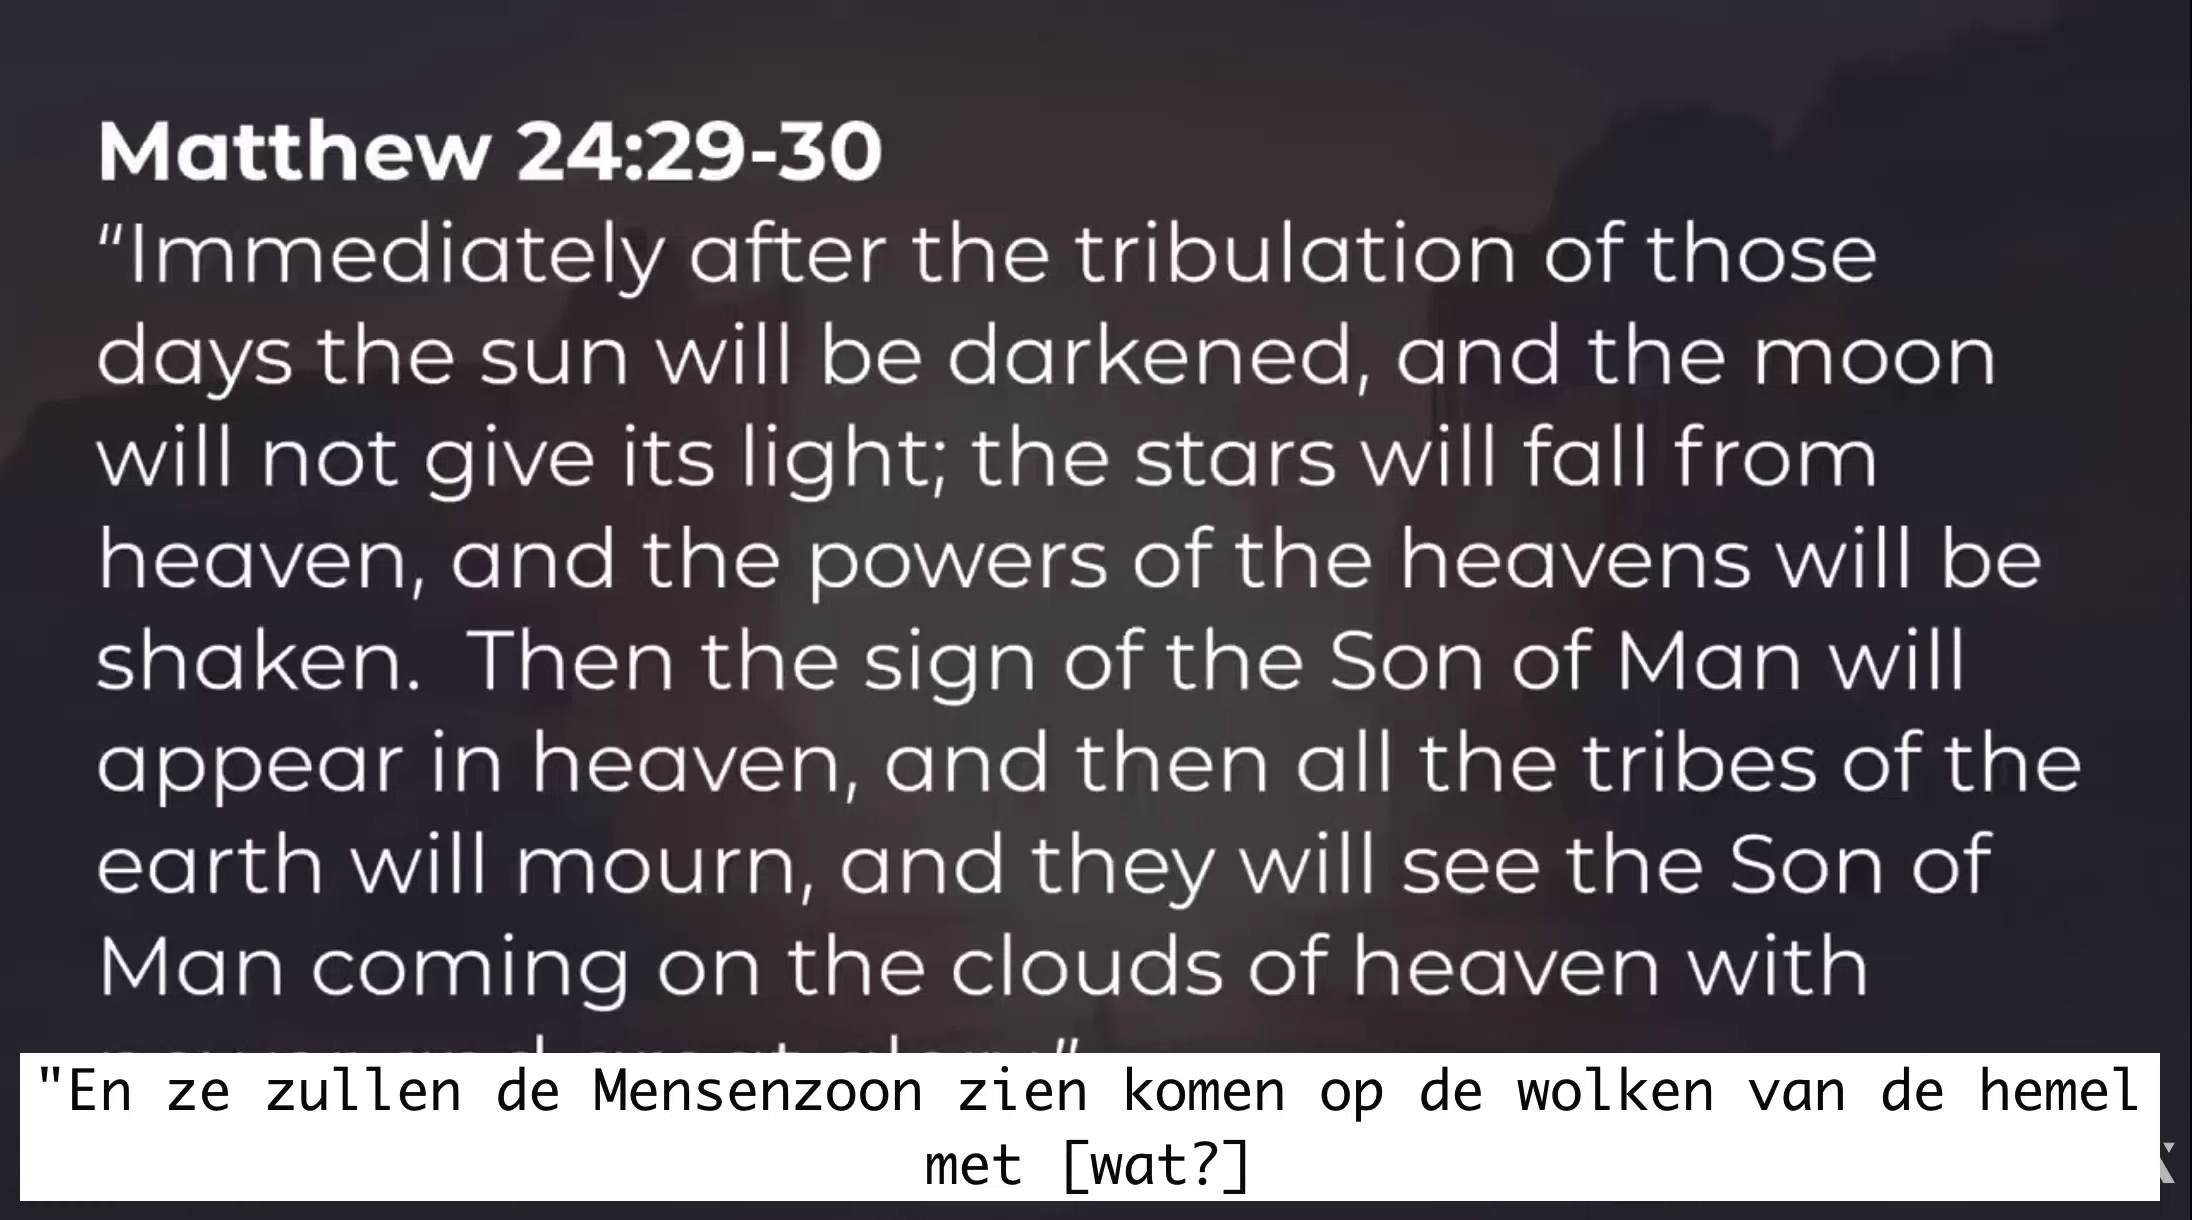 Matthew 24:29-30
“Immediately after the tribulation of those
days the sun will be darkened, and the moon
will not give its light; the stars will fall from
heaven, and the powers of the heavens will be
shaken.  Then the sign of the Son of Man will
appear in heaven, and then all the tribes of the
earth will mourn, and they will see the Son of
Man coming on the clouds of heaven with
"En ze zullen de Mensenzoon zien komen op de wolken van de hemel
met [wat?]